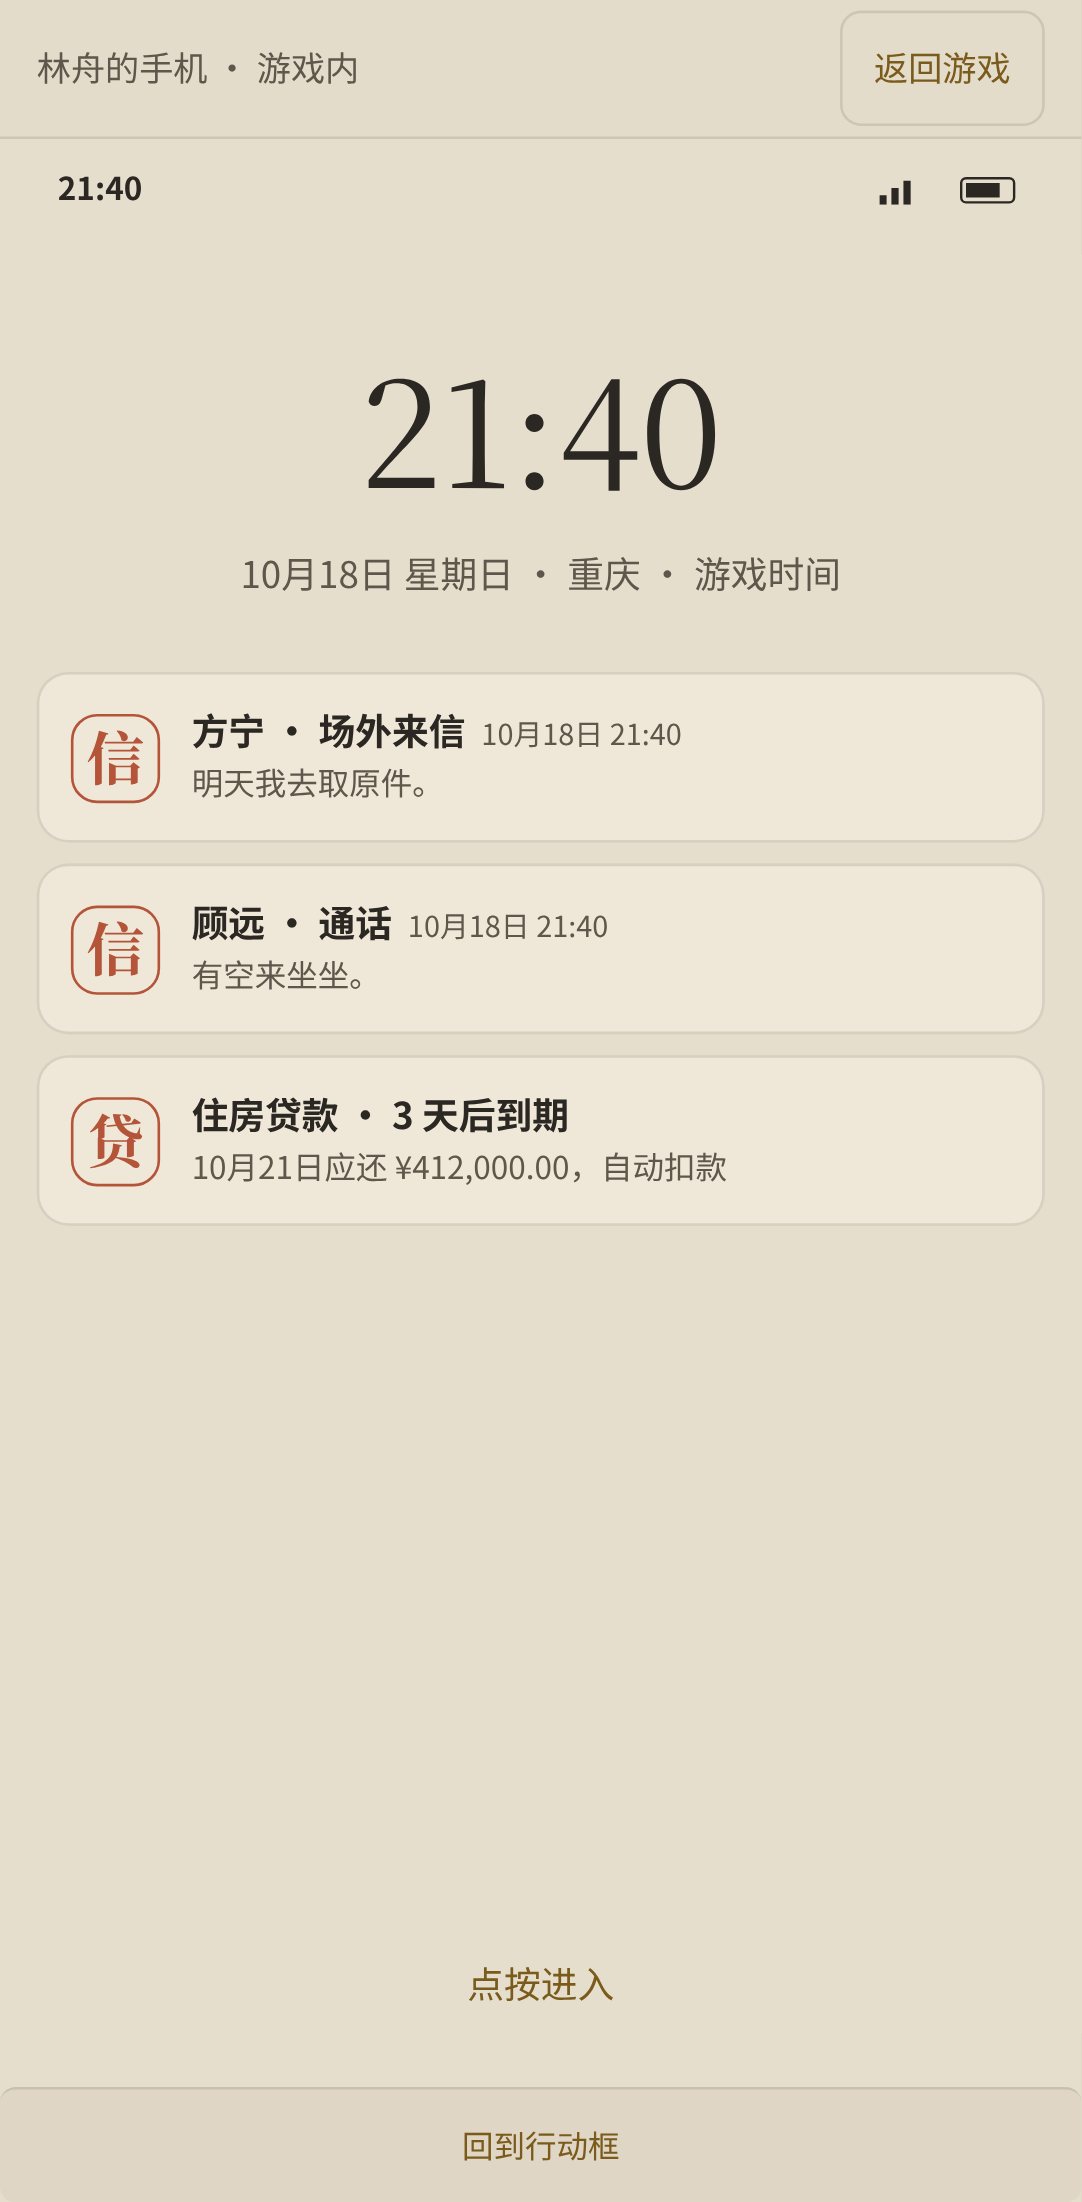 林舟的手机 · 游戏内
返回游戏
21:40
21:40
10月18日 星期日 · 重庆 · 游戏时间
信
方宁 · 场外来信 10月18日 21:40
明天我去取原件。
信
顾远 · 通话 10月18日 21:40
有空来坐坐。
贷
住房贷款 · 3 天后到期
10月21日应还 ¥412,000.00，自动扣款
点按进入
回到行动框